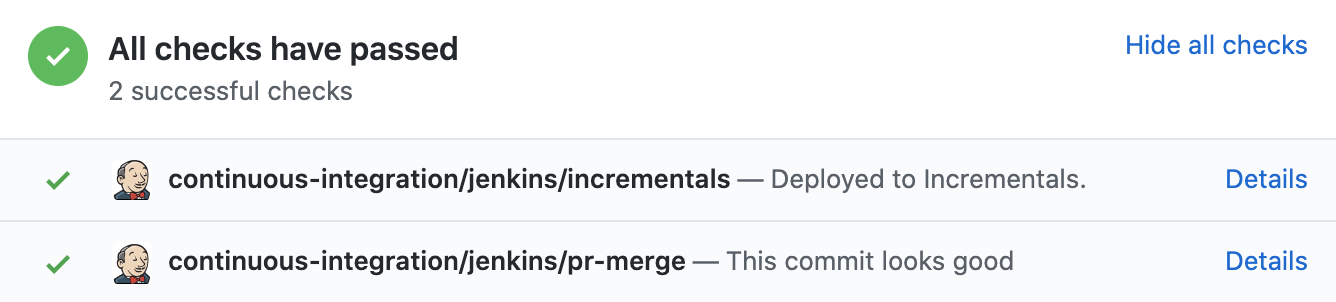 All checks have passed
Hide all checks
2 successful checks
continuous-integration/jenkins/incrementals — Deployed to Incrementals. Details
continuous-integration/jenkins/pr-merge — This commit looks good Details